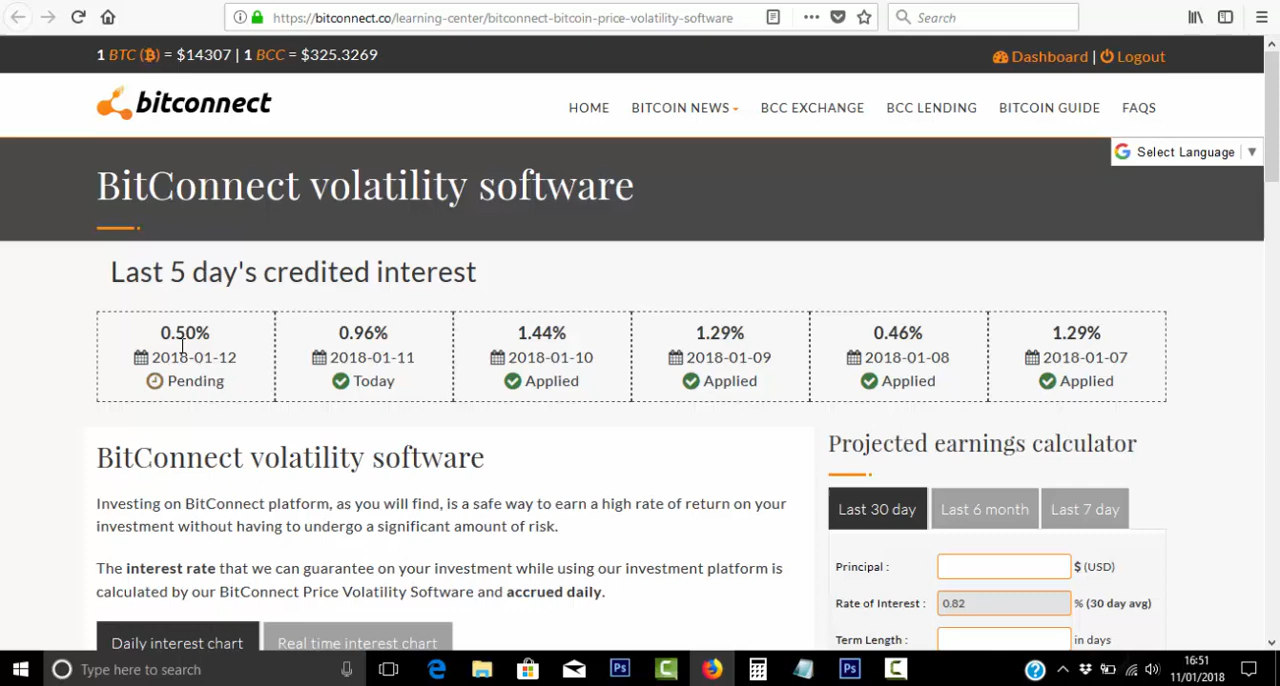 https://bitconnect.co/learning-center/bitconnect-bitcoin-price-volatility-software
Search
1 BTC (₿) = $14307 | 1 BCC = $325.3269
Dashboard | Logout
bitconnect
HOME BITCOIN NEWS BCC EXCHANGE BCC LENDING BITCOIN GUIDE FAQS
G Select Language ▼
BitConnect volatility software
Last 5 day's credited interest
0.50% 0.96% 1.44% 1.29% 0.46% 1.29%
2018-01-12 2018-01-11 2018-01-10 2018-01-09 2018-01-08 2018-01-07
Pending Today Applied Applied Applied Applied
BitConnect volatility software
Investing on BitConnect platform, as you will find, is a safe way to earn a high rate of return on your
investment without having to undergo a significant amount of risk.
The interest rate that we can guarantee on your investment while using our investment platform is
calculated by our BitConnect Price Volatility Software and accrued daily.
Daily interest chart Real time interest chart
Projected earnings calculator
Last 30 day Last 6 month Last 7 day
Principal : $ (USD)
Rate of Interest : 0.82 % (30 day avg)
Term Length : in days
Type here to search
Ps Ps
16:51
11/01/2018